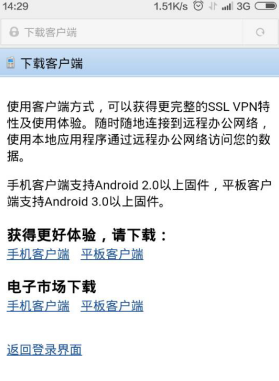 14:29 1.51K/s 3G
下载客户端
下载客户端
使用客户端方式，可以获得更完整的SSL VPN特
性及使用体验。随时随地连接到远程办公网络，
使用本地应用程序通过远程办公网络访问您的数
据。
手机客户端支持Android 2.0以上固件，平板客户
端支持Android 3.0以上固件。
获得更好体验，请下载：
手机客户端 平板客户端
电子市场下载
手机客户端 平板客户端
返回登录界面